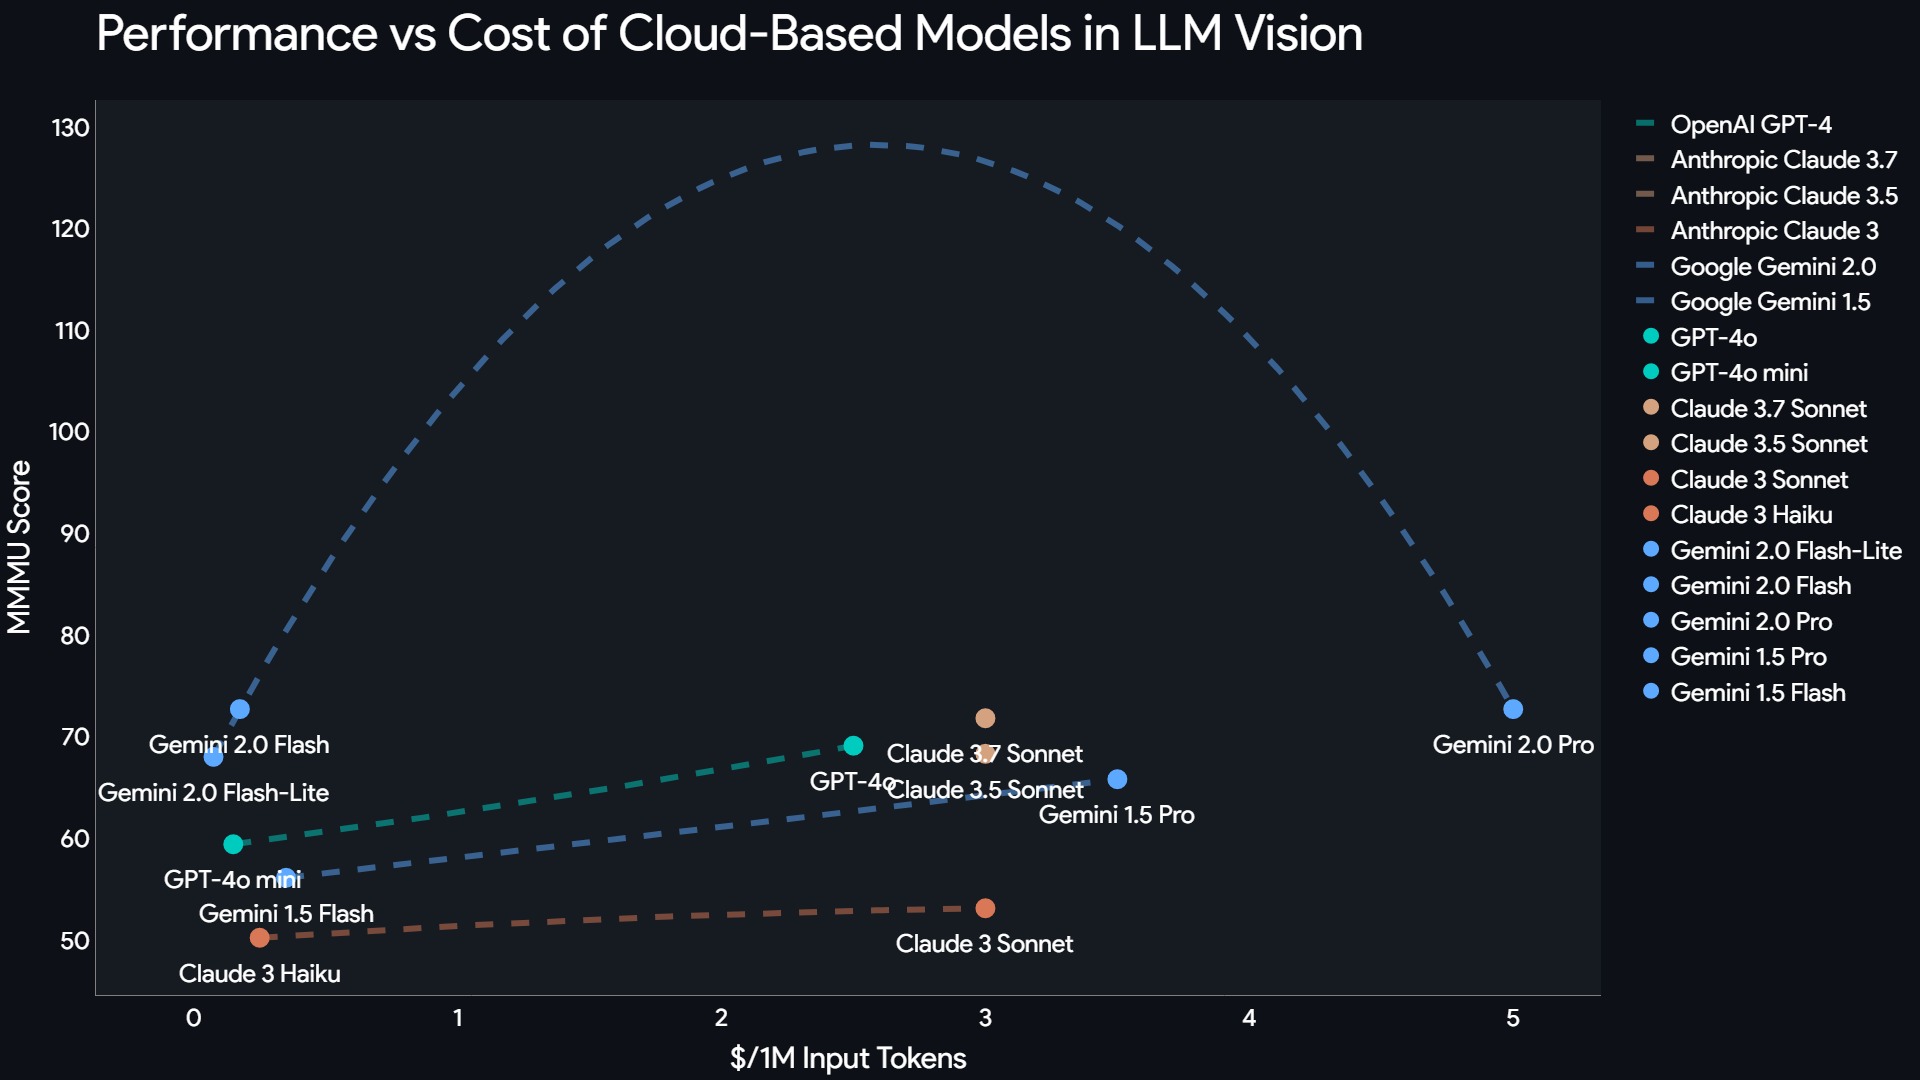 Performance vs Cost of Cloud-Based Models in LLM Vision
130
120
110
100
90
80
70
60
50
MMMU Score
0
1
2
3
4
5
$/1M Input Tokens
Gemini 2.0 Flash
Gemini 2.0 Flash-Lite
GPT-4o mini
Gemini 1.5 Flash
Claude 3 Haiku
GPT-4o
Claude 3.7 Sonnet
Claude 3.5 Sonnet
Gemini 1.5 Pro
Claude 3 Sonnet
Gemini 2.0 Pro
OpenAI GPT-4
Anthropic Claude 3.7
Anthropic Claude 3.5
Anthropic Claude 3
Google Gemini 2.0
Google Gemini 1.5
GPT-4o
GPT-4o mini
Claude 3.7 Sonnet
Claude 3.5 Sonnet
Claude 3 Sonnet
Claude 3 Haiku
Gemini 2.0 Flash-Lite
Gemini 2.0 Flash
Gemini 2.0 Pro
Gemini 1.5 Pro
Gemini 1.5 Flash